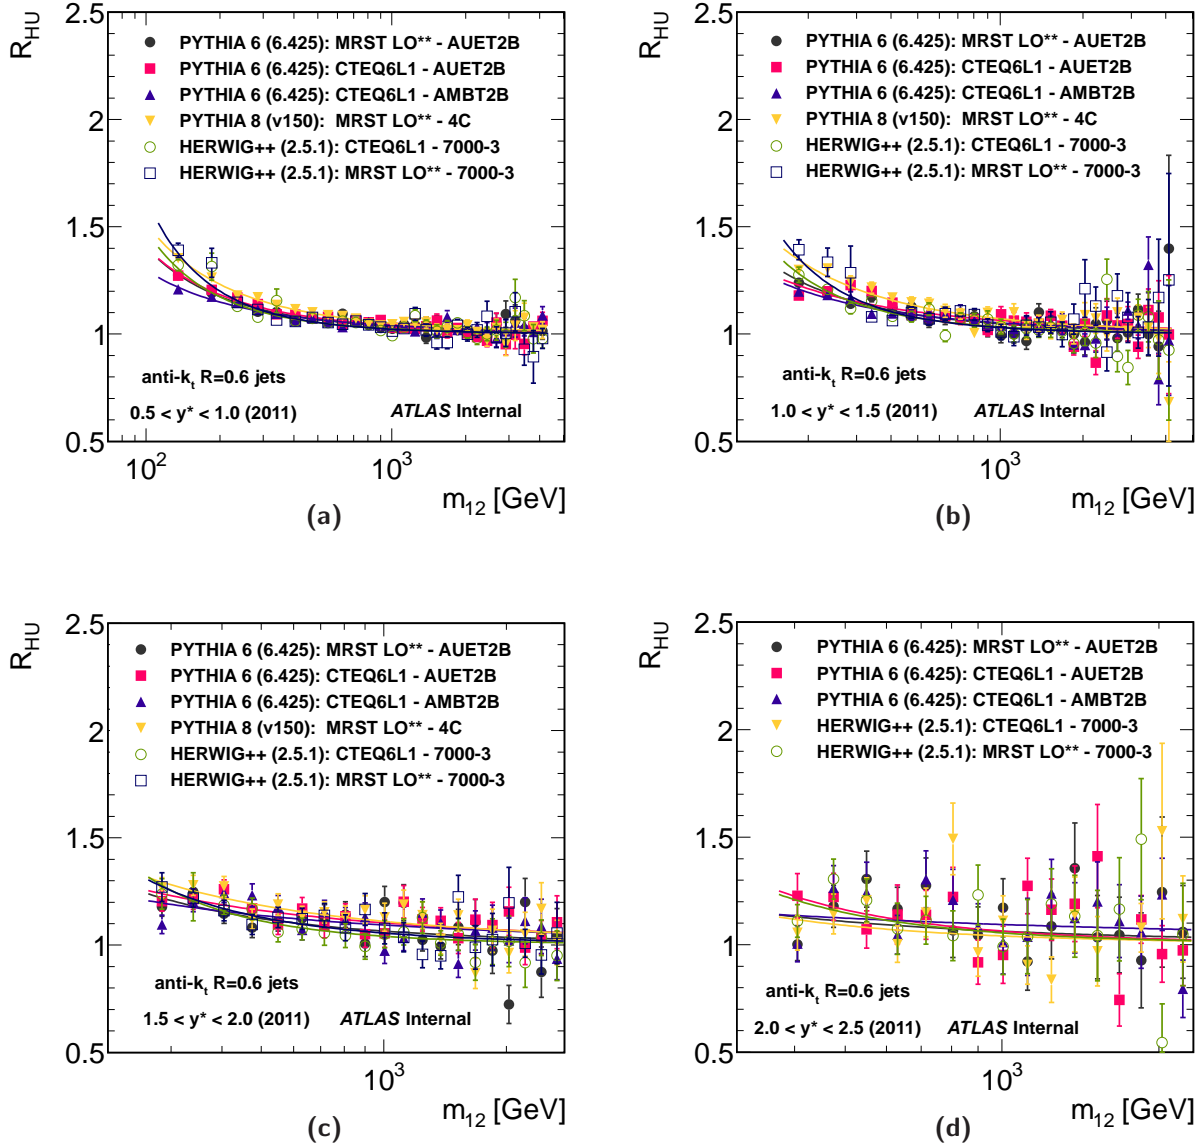 R_HU
2.5
2
1.5
1
0.5
PYTHIA 6 (6.425): MRST LO** - AUET2B
PYTHIA 6 (6.425): CTEQ6L1 - AUET2B
PYTHIA 6 (6.425): CTEQ6L1 - AMBT2B
PYTHIA 8 (v150): MRST LO** - 4C
HERWIG++ (2.5.1): CTEQ6L1 - 7000-3
HERWIG++ (2.5.1): MRST LO** - 7000-3
anti-k_t R=0.6 jets
0.5 < y* < 1.0 (2011) ATLAS Internal
10^2 10^3
m_12 [GeV]
(a)
R_HU
2.5
2
1.5
1
0.5
PYTHIA 6 (6.425): MRST LO** - AUET2B
PYTHIA 6 (6.425): CTEQ6L1 - AUET2B
PYTHIA 6 (6.425): CTEQ6L1 - AMBT2B
PYTHIA 8 (v150): MRST LO** - 4C
HERWIG++ (2.5.1): CTEQ6L1 - 7000-3
HERWIG++ (2.5.1): MRST LO** - 7000-3
anti-k_t R=0.6 jets
1.0 < y* < 1.5 (2011) ATLAS Internal
10^3
m_12 [GeV]
(b)
R_HU
2.5
2
1.5
1
0.5
PYTHIA 6 (6.425): MRST LO** - AUET2B
PYTHIA 6 (6.425): CTEQ6L1 - AUET2B
PYTHIA 6 (6.425): CTEQ6L1 - AMBT2B
PYTHIA 8 (v150): MRST LO** - 4C
HERWIG++ (2.5.1): CTEQ6L1 - 7000-3
HERWIG++ (2.5.1): MRST LO** - 7000-3
anti-k_t R=0.6 jets
1.5 < y* < 2.0 (2011) ATLAS Internal
10^3
m_12 [GeV]
(c)
R_HU
2.5
2
1.5
1
0.5
PYTHIA 6 (6.425): MRST LO** - AUET2B
PYTHIA 6 (6.425): CTEQ6L1 - AUET2B
PYTHIA 6 (6.425): CTEQ6L1 - AMBT2B
HERWIG++ (2.5.1): CTEQ6L1 - 7000-3
HERWIG++ (2.5.1): MRST LO** - 7000-3
anti-k_t R=0.6 jets
2.0 < y* < 2.5 (2011) ATLAS Internal
10^3
m_12 [GeV]
(d)